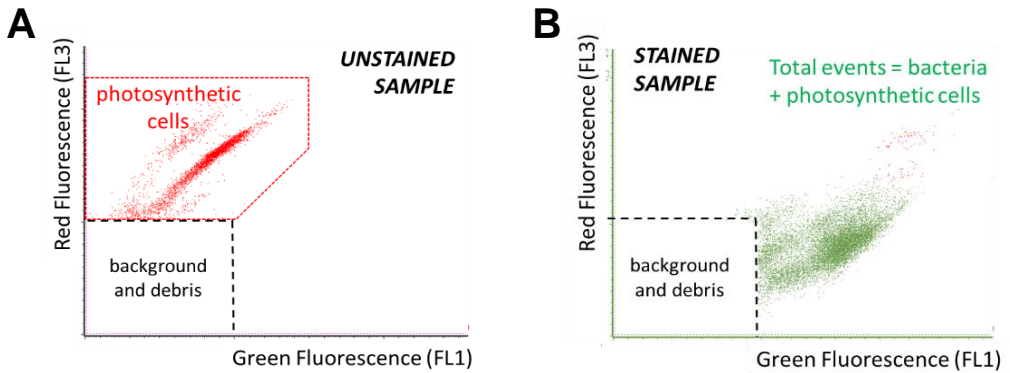 A
Red Fluorescence (FL3)
UNSTAINED
SAMPLE
photosynthetic
cells
background
and debris
Green Fluorescence (FL1)
B
Red Fluorescence (FL3)
STAINED
SAMPLE
Total events = bacteria
+ photosynthetic cells
background
and debris
Green Fluorescence (FL1)